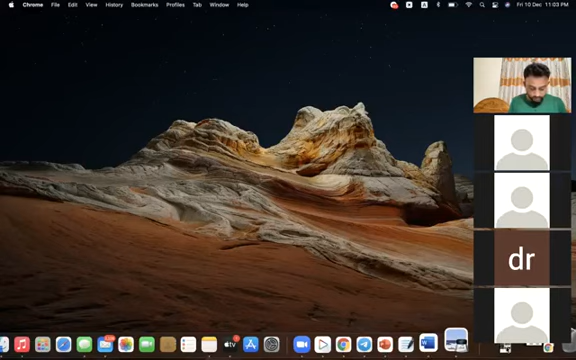 Chrome File Edit View History Bookmarks Profiles Tab Window Help
Fri 10 Dec 11:03 PM
dr